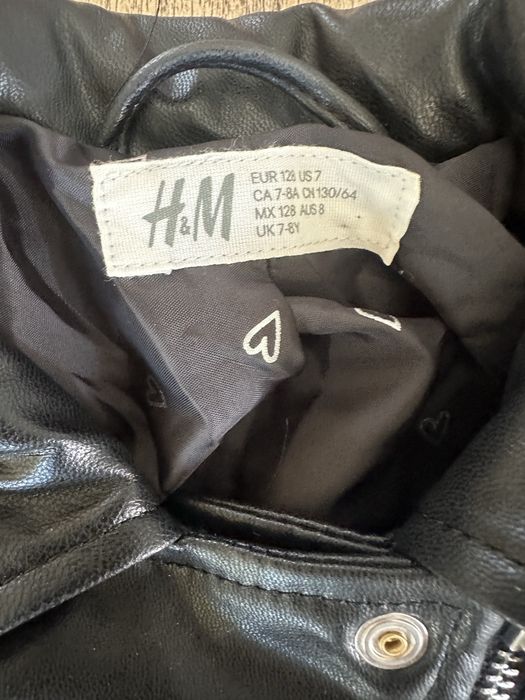 H&M
EUR 128 US 7
CA 7-8A CN 130/64
MX 128 AUS 8
UK 7-8Y